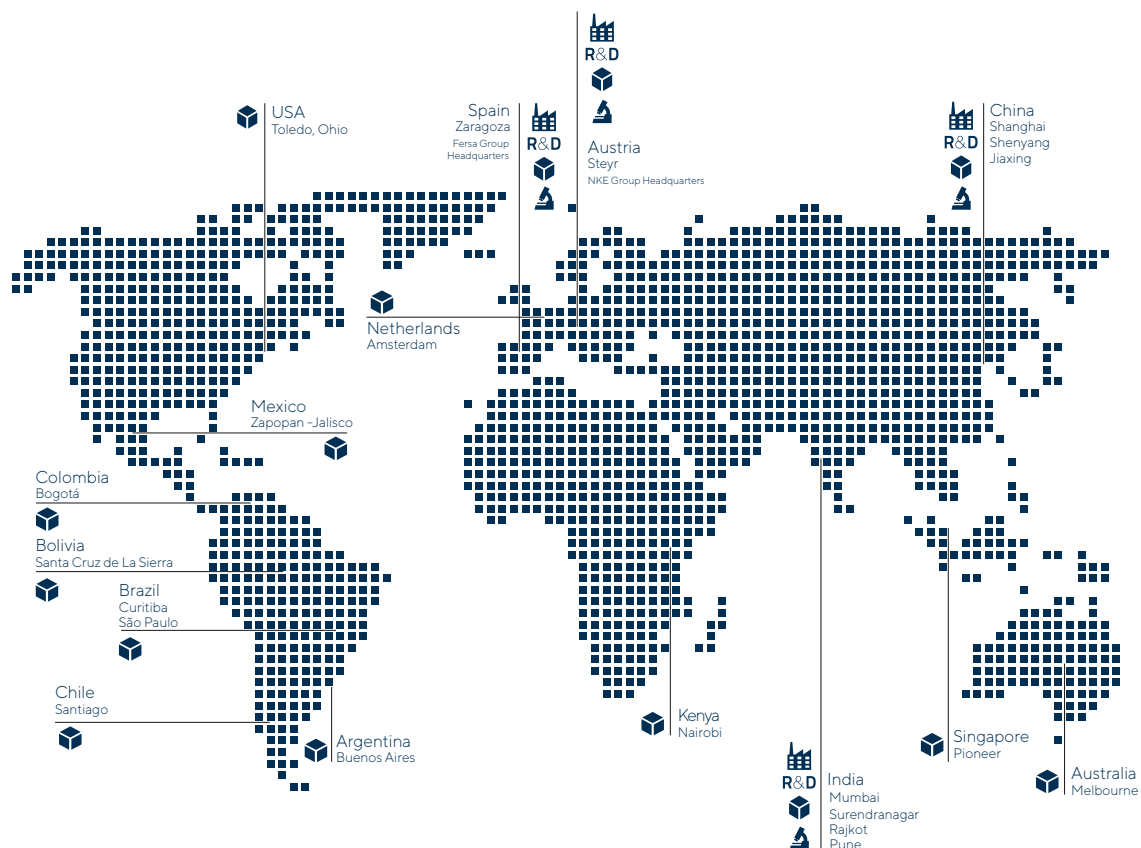 R&D
Austria
Steyr
NKE Group Headquarters
USA
Toledo, Ohio
Spain
Zaragoza
Fersa Group
Headquarters
R&D
R&D
China
Shanghai
Shenyang
Jiaxing
Netherlands
Amsterdam
Mexico
Zapopan -Jalisco
Colombia
Bogotá
Bolivia
Santa Cruz de La Sierra
Brazil
Curitiba
São Paulo
Chile
Santiago
Argentina
Buenos Aires
Kenya
Nairobi
R&D
India
Mumbai
Surendranagar
Rajkot
Pune
Singapore
Pioneer
Australia
Melbourne